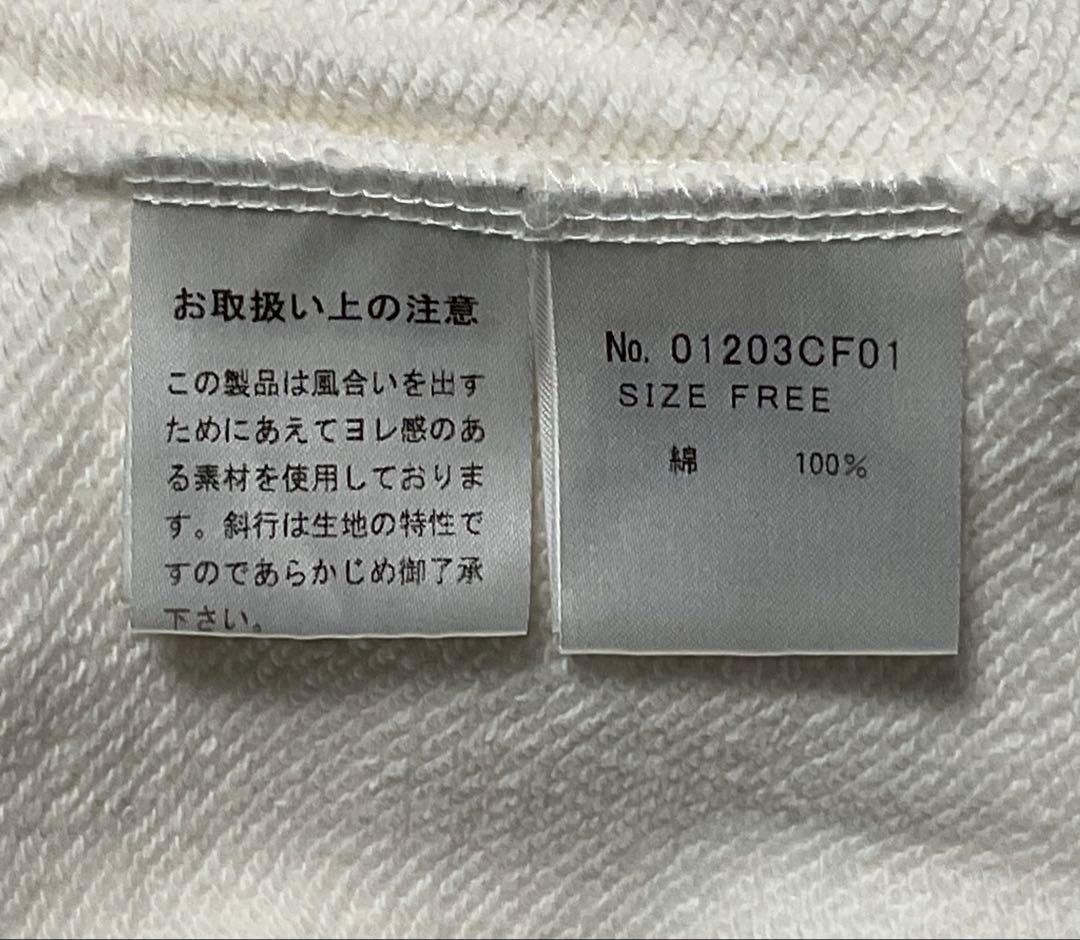 お取扱い上の注意
この製品は風合いを出す
ためにあえてヨレ感のあ
る素材を使用しておりま
す。斜行は生地の特性で
すのであらかじめ御了承
下さい。
No. 01203CF01
SIZE FREE
綿 100%